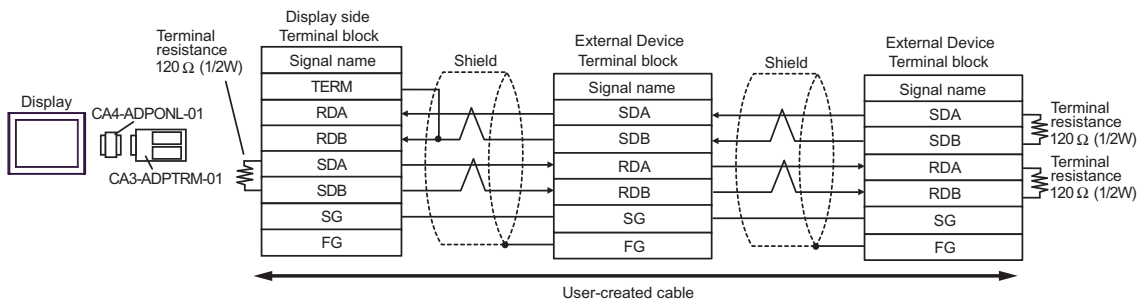 Display
CA4-ADPONL-01
CA3-ADPTRM-01
Terminal
resistance
120 Ω (1/2W)
Display side
Terminal block
Signal name
TERM
RDA
RDB
SDA
SDB
SG
FG
Shield
External Device
Terminal block
Signal name
SDA
SDB
RDA
RDB
SG
FG
Shield
External Device
Terminal block
Signal name
SDA
SDB
RDA
RDB
SG
FG
Terminal
resistance
120 Ω (1/2W)
Terminal
resistance
120 Ω (1/2W)
User-created cable